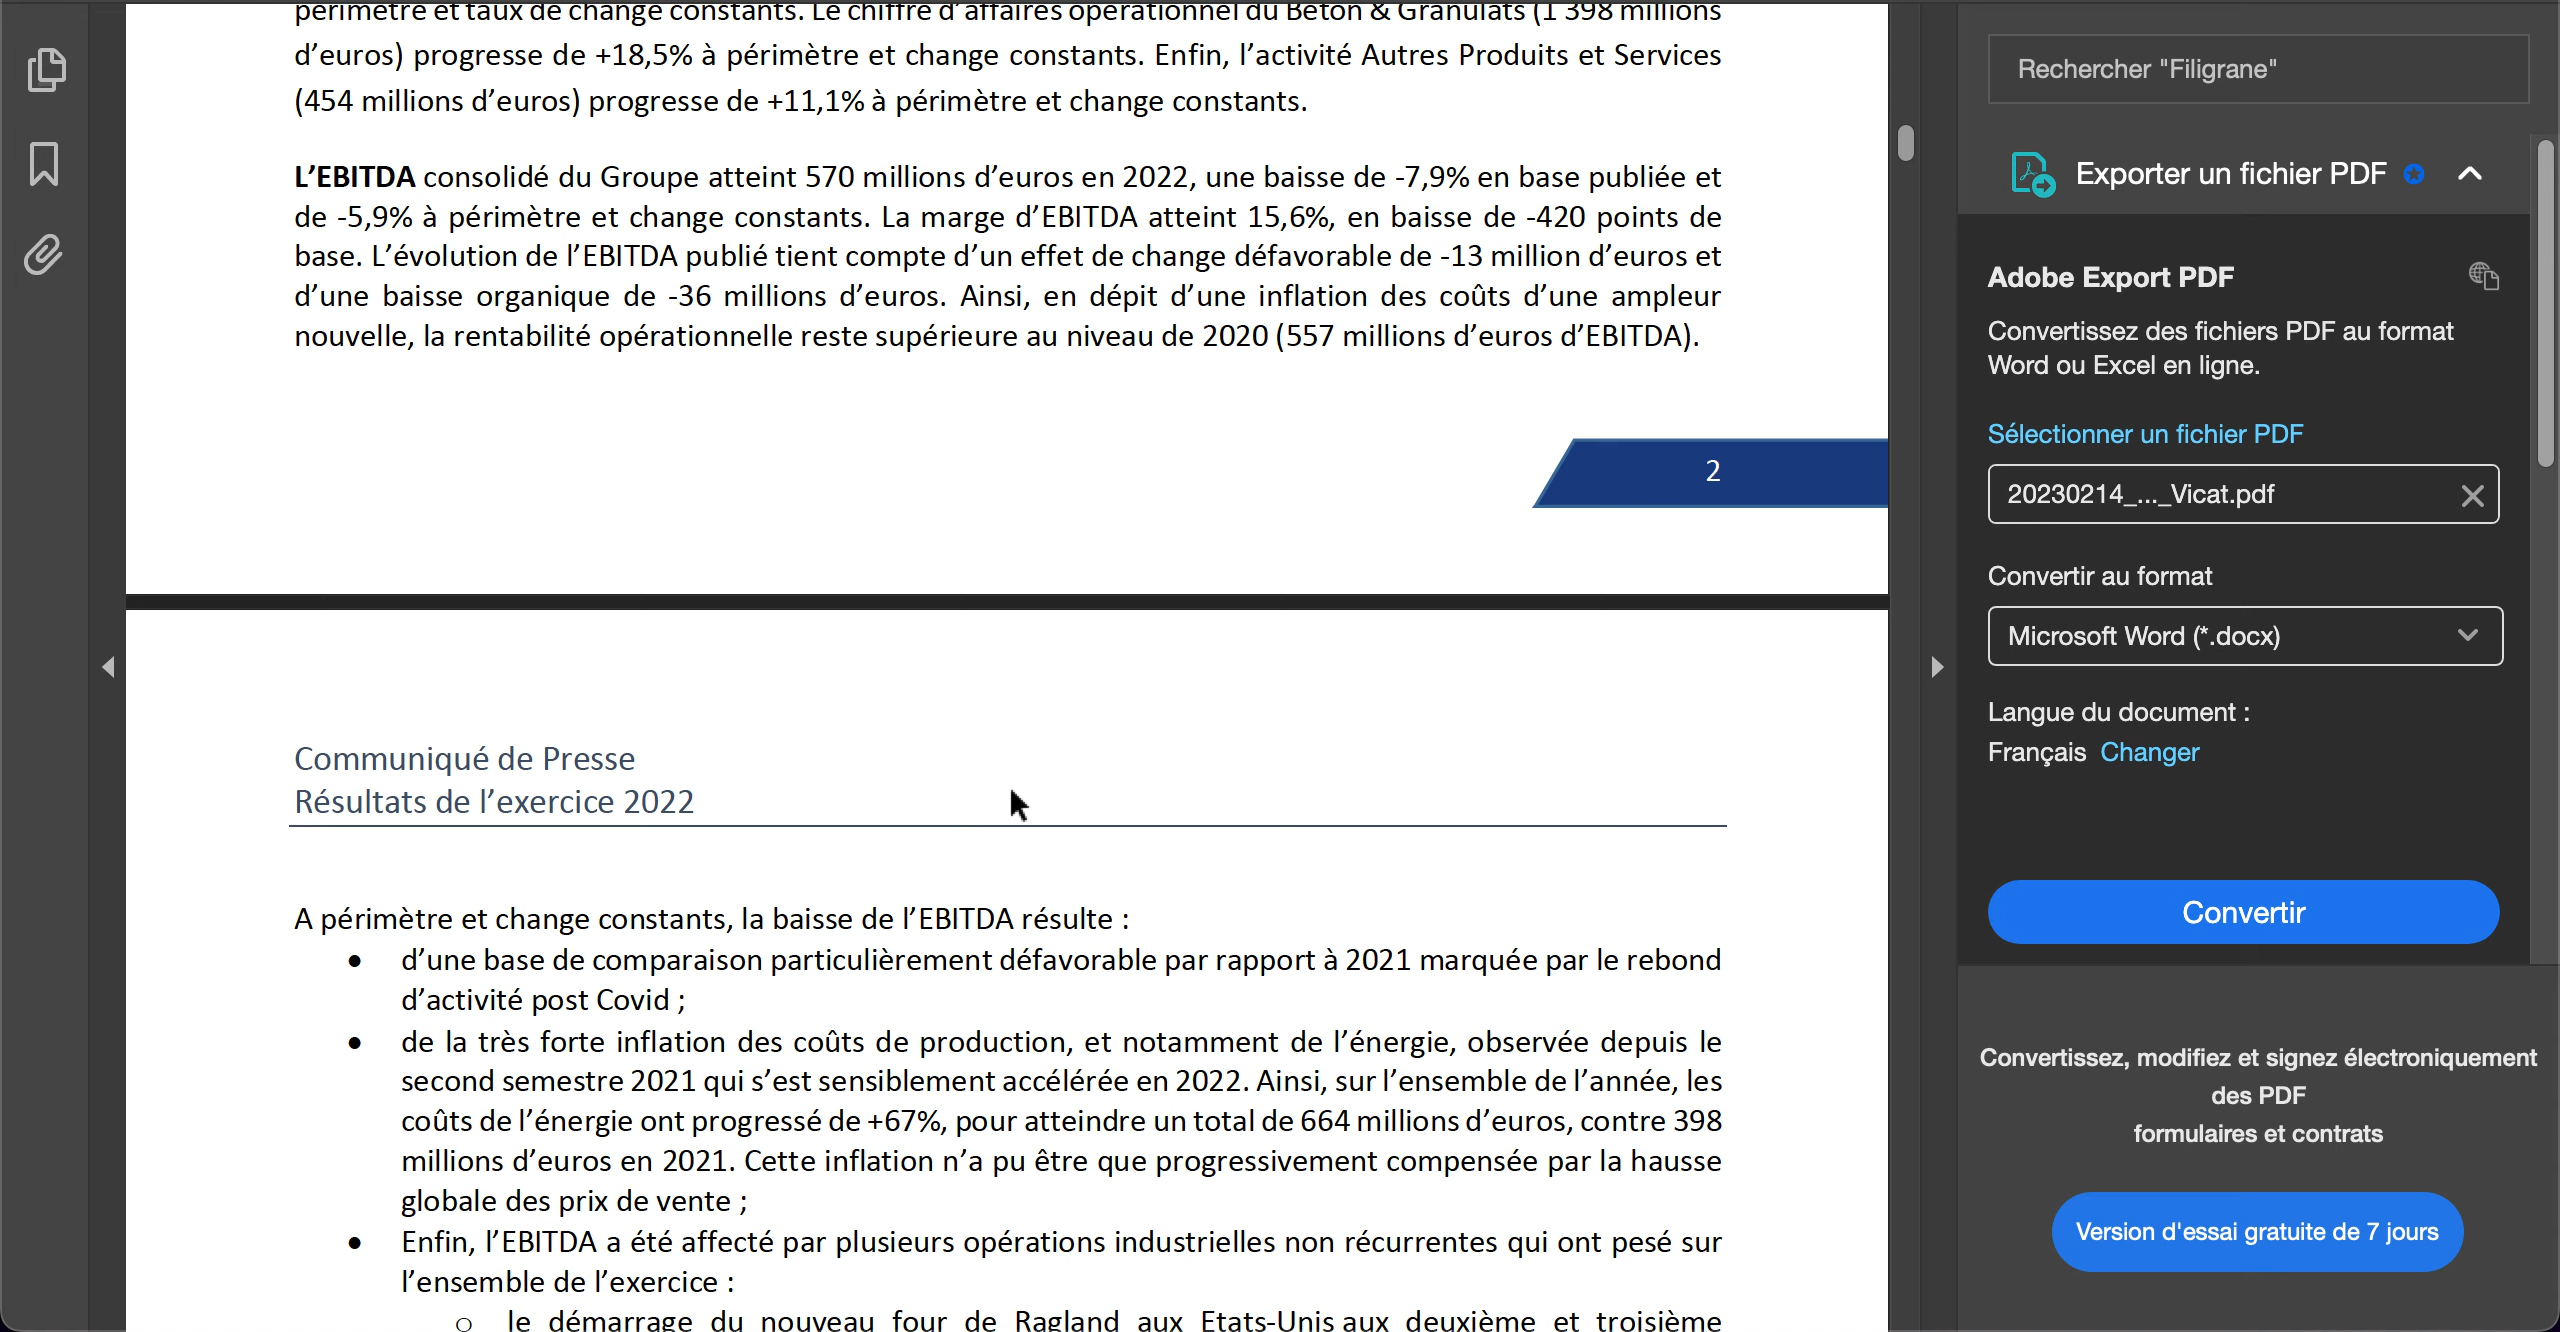 périmètre et taux de change constants. Le chiffre d’affaires opérationnel du Béton & Granulats (1 398 millions
d’euros) progresse de +18,5% à périmètre et change constants. Enfin, l’activité Autres Produits et Services
(454 millions d’euros) progresse de +11,1% à périmètre et change constants.
L’EBITDA consolidé du Groupe atteint 570 millions d’euros en 2022, une baisse de -7,9% en base publiée et
de -5,9% à périmètre et change constants. La marge d’EBITDA atteint 15,6%, en baisse de -420 points de
base. L’évolution de l’EBITDA publié tient compte d’un effet de change défavorable de -13 million d’euros et
d’une baisse organique de -36 millions d’euros. Ainsi, en dépit d’une inflation des coûts d’une ampleur
nouvelle, la rentabilité opérationnelle reste supérieure au niveau de 2020 (557 millions d’euros d’EBITDA).
2
Communiqué de Presse
Résultats de l’exercice 2022
A périmètre et change constants, la baisse de l’EBITDA résulte :
• d’une base de comparaison particulièrement défavorable par rapport à 2021 marquée par le rebond
d’activité post Covid ;
• de la très forte inflation des coûts de production, et notamment de l’énergie, observée depuis le
second semestre 2021 qui s’est sensiblement accélérée en 2022. Ainsi, sur l’ensemble de l’année, les
coûts de l’énergie ont progressé de +67%, pour atteindre un total de 664 millions d’euros, contre 398
millions d’euros en 2021. Cette inflation n’a pu être que progressivement compensée par la hausse
globale des prix de vente ;
• Enfin, l’EBITDA a été affecté par plusieurs opérations industrielles non récurrentes qui ont pesé sur
l’ensemble de l’exercice :
o le démarrage du nouveau four de Ragland aux Etats-Unis aux deuxième et troisième
Rechercher "Filigrane"
Exporter un fichier PDF
Adobe Export PDF
Convertissez des fichiers PDF au format
Word ou Excel en ligne.
Sélectionner un fichier PDF
20230214_..._Vicat.pdf
Convertir au format
Microsoft Word (*.docx)
Langue du document :
Français Changer
Convertir
Convertissez, modifiez et signez électroniquement
des PDF
formulaires et contrats
Version d'essai gratuite de 7 jours